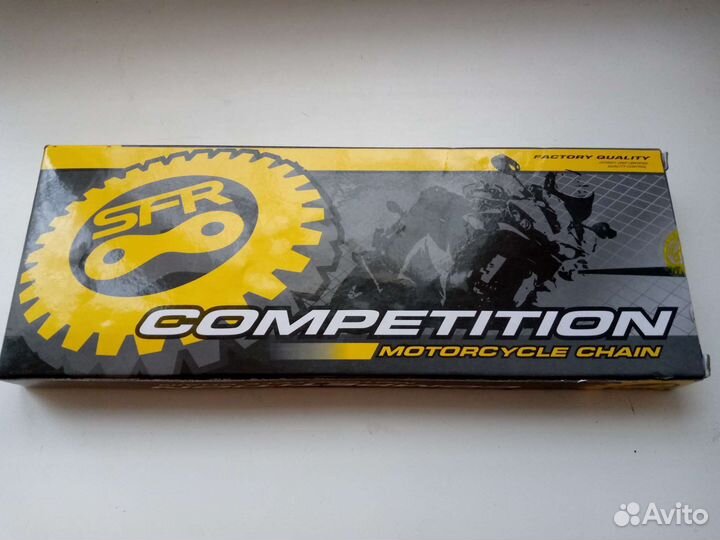 FACTORY QUALITY
SFR
COMPETITION
MOTORCYCLE CHAIN
Avito